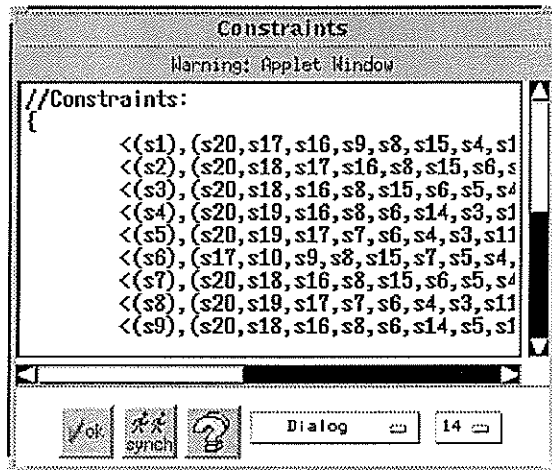 Constraints
Warning: Applet Window
//Constraints:
{
<(s1),(s20,s17,s16,s9,s8,s15,s4,s1
<(s2),(s20,s18,s17,s16,s8,s15,s6,s
<(s3),(s20,s18,s16,s8,s15,s6,s5,s4
<(s4),(s20,s19,s16,s8,s6,s14,s3,s1
<(s5),(s20,s19,s17,s7,s6,s4,s3,s11
<(s6),(s17,s10,s9,s8,s15,s7,s5,s4,
<(s7),(s20,s18,s16,s8,s15,s6,s5,s4
<(s8),(s20,s19,s17,s7,s6,s4,s3,s11
<(s9),(s20,s18,s16,s8,s6,s14,s5,s1
ok synch ? Dialog 14